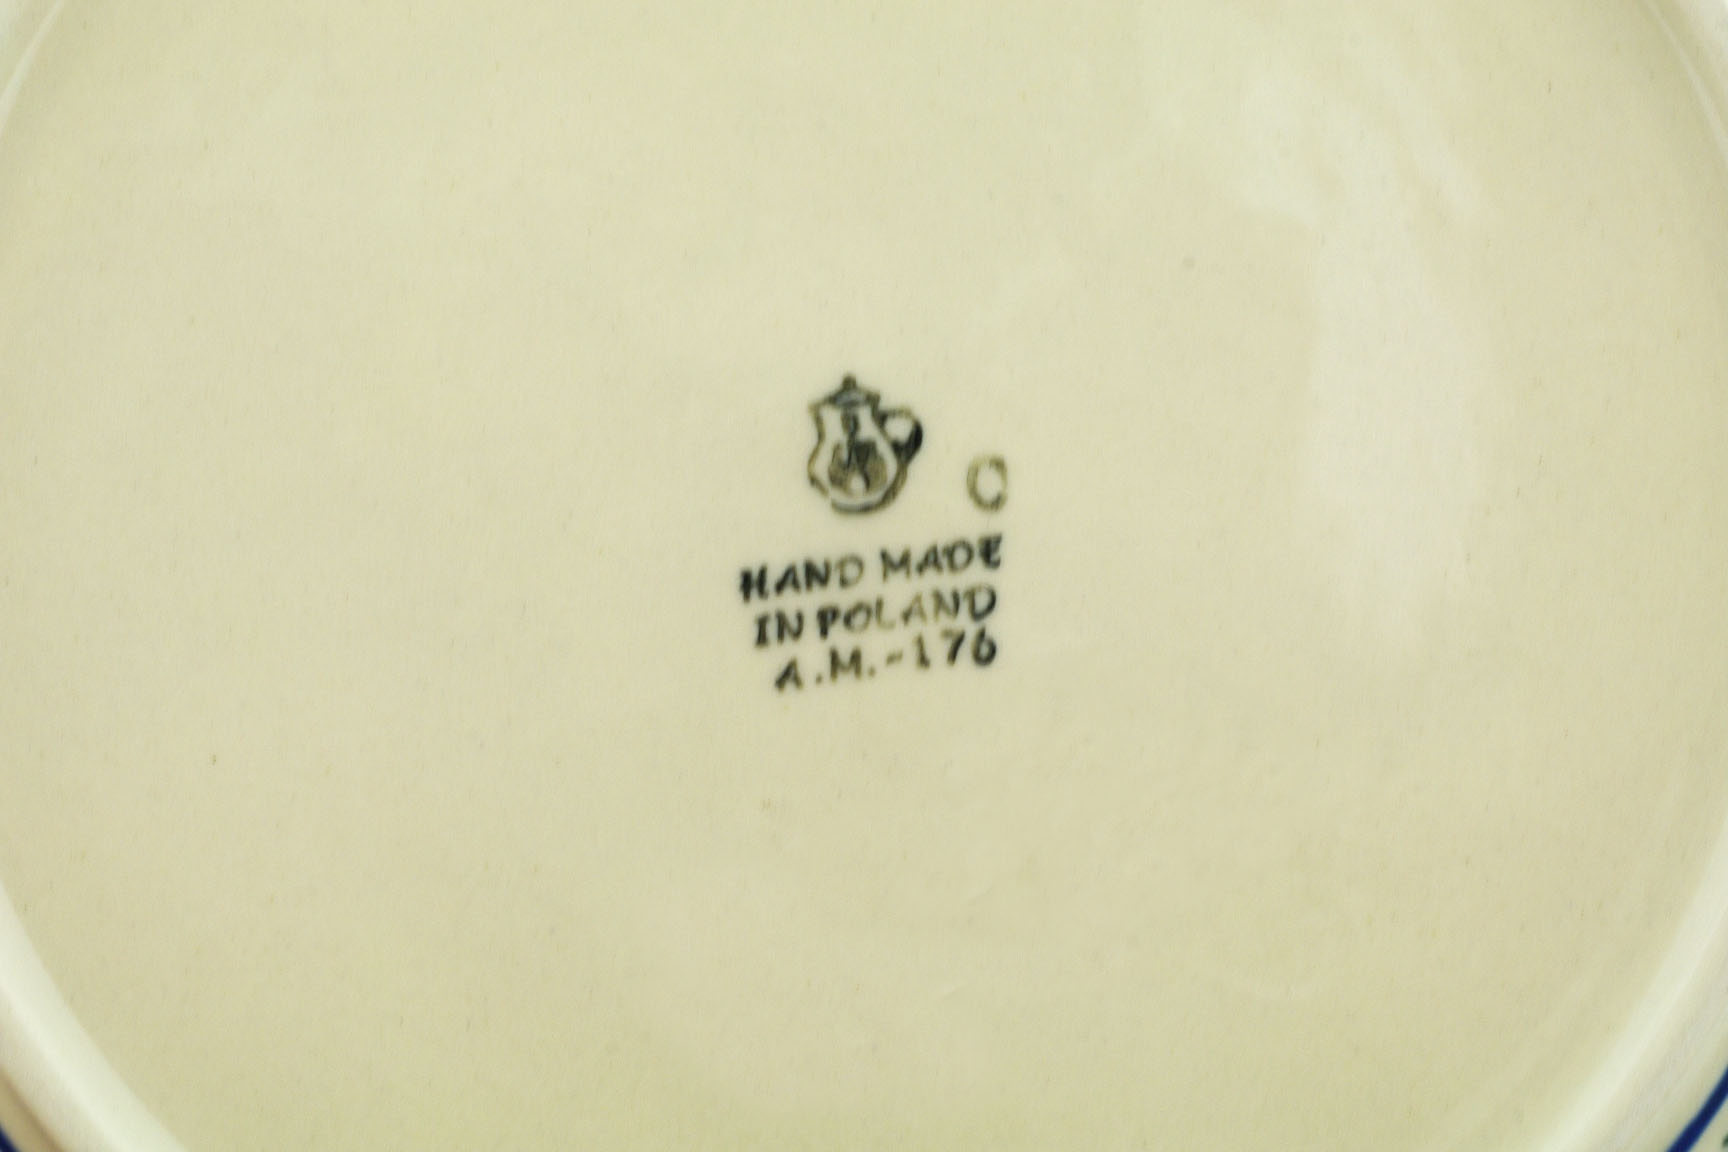 C
HAND MADE
IN POLAND
A.M.-176